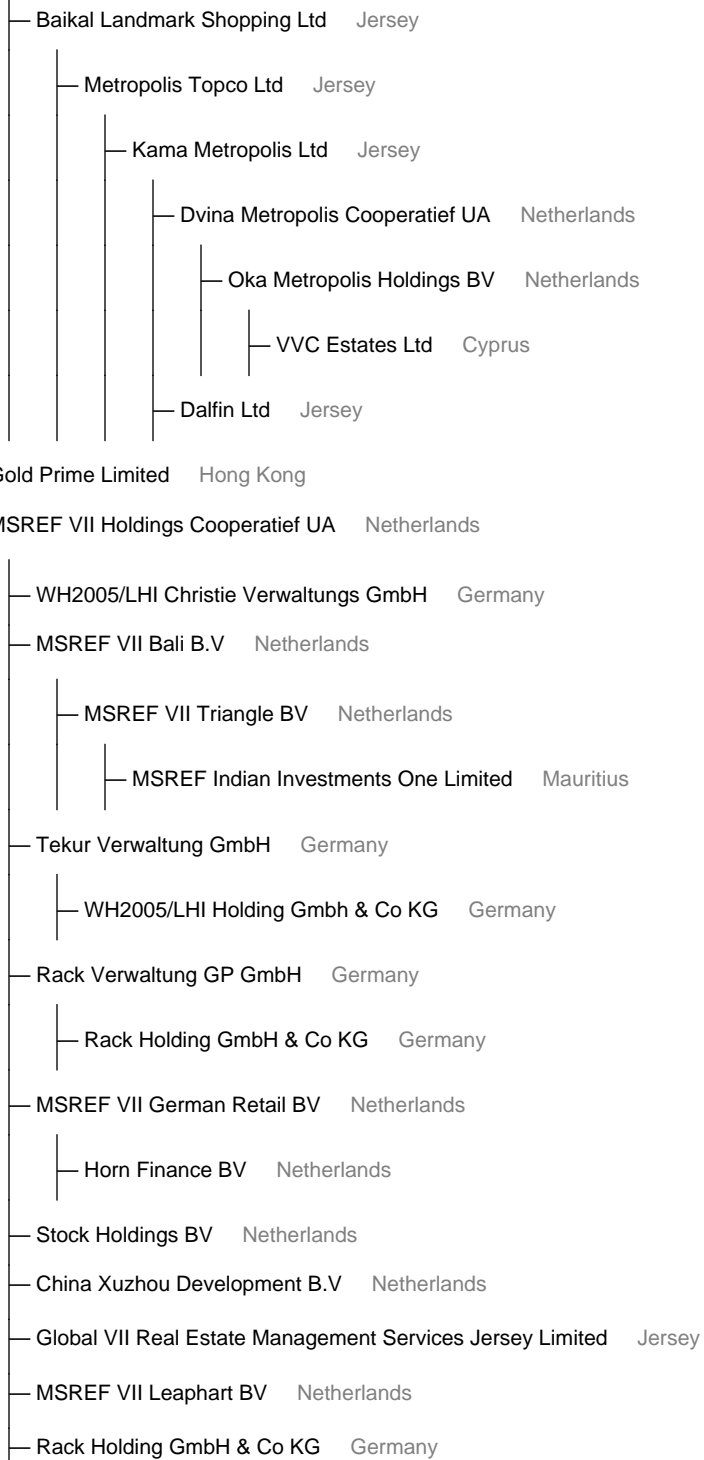 Baikal Landmark Shopping Ltd Jersey
Metropolis Topco Ltd Jersey
Kama Metropolis Ltd Jersey
Dvina Metropolis Cooperatief UA Netherlands
Oka Metropolis Holdings BV Netherlands
VVC Estates Ltd Cyprus
Dalfin Ltd Jersey
Gold Prime Limited Hong Kong
MSREF VII Holdings Cooperatief UA Netherlands
WH2005/LHI Christie Verwaltungs GmbH Germany
MSREF VII Bali B.V Netherlands
MSREF VII Triangle BV Netherlands
MSREF Indian Investments One Limited Mauritius
Tekur Verwaltung GmbH Germany
WH2005/LHI Holding Gmbh & Co KG Germany
Rack Verwaltung GP GmbH Germany
Rack Holding GmbH & Co KG Germany
MSREF VII German Retail BV Netherlands
Horn Finance BV Netherlands
Stock Holdings BV Netherlands
China Xuzhou Development B.V Netherlands
Global VII Real Estate Management Services Jersey Limited Jersey
MSREF VII Leaphart BV Netherlands
Rack Holding GmbH & Co KG Germany